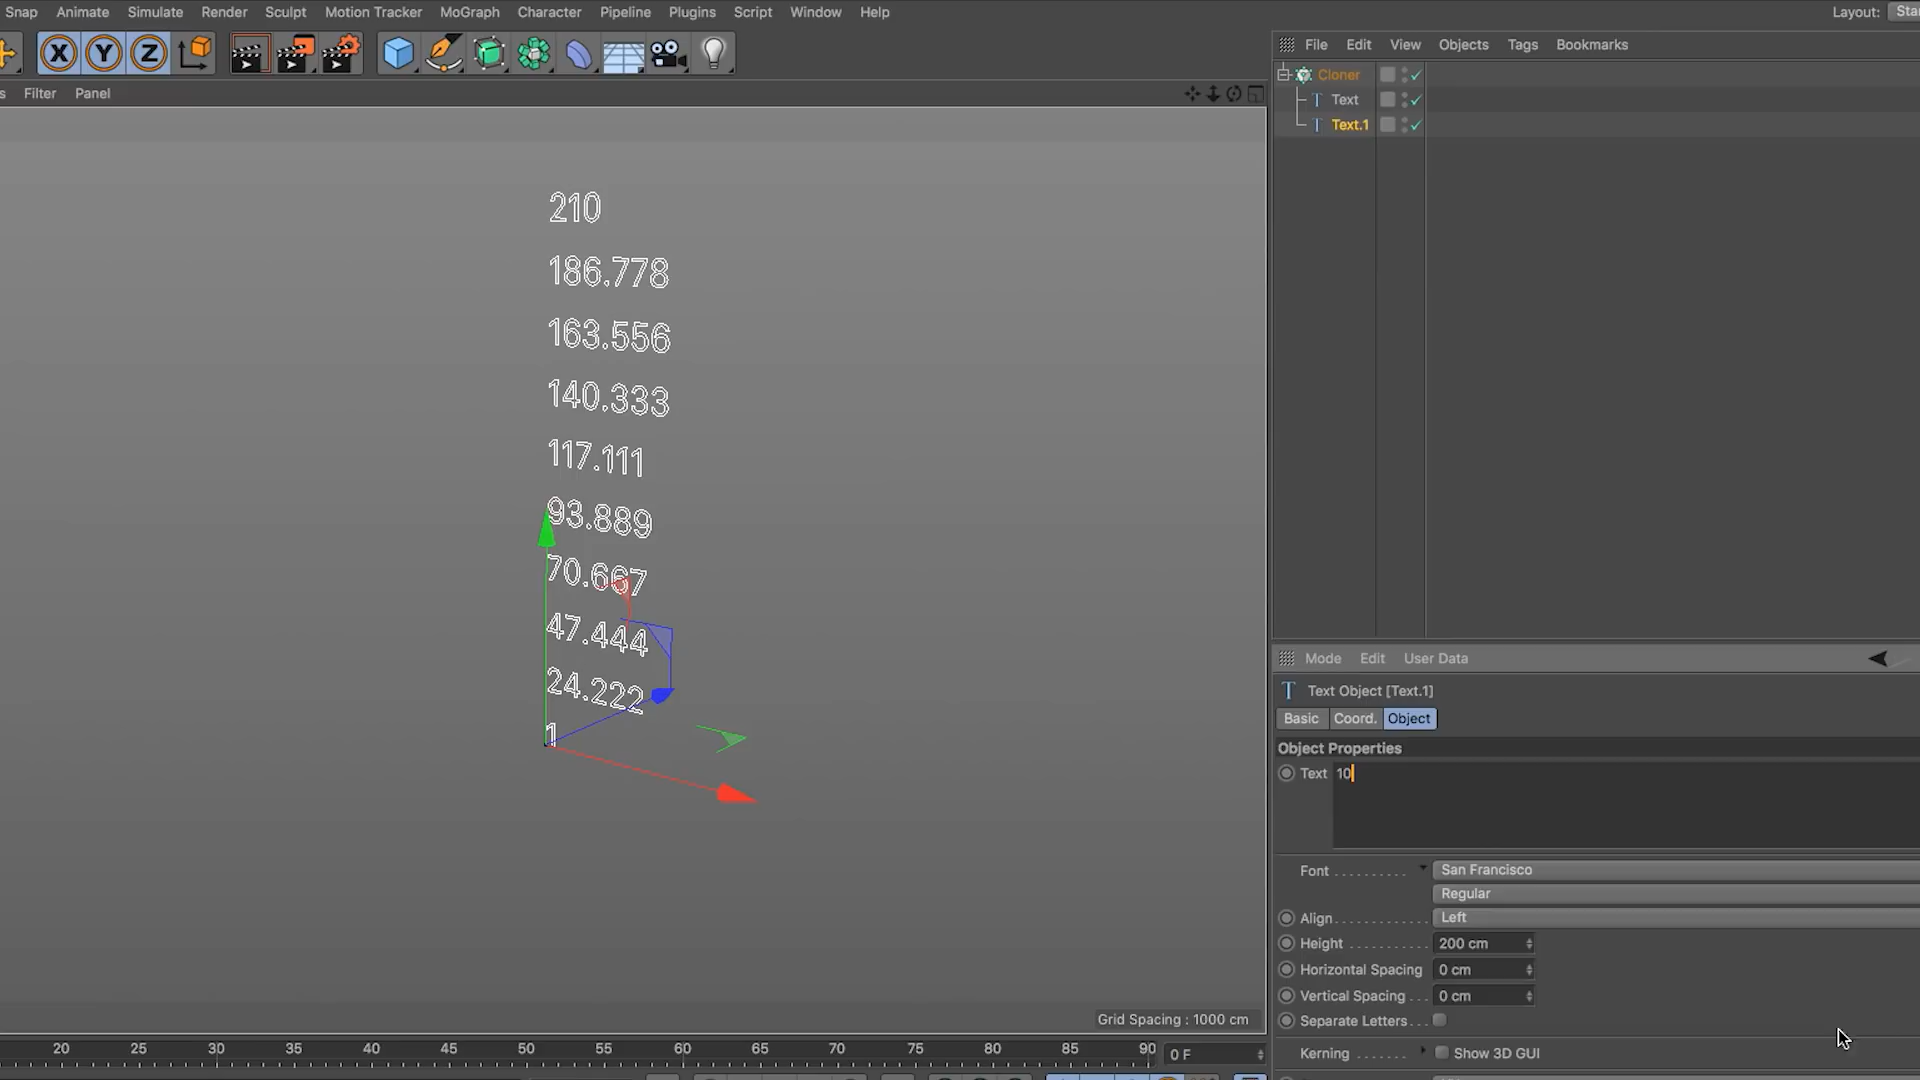 Snap Animate Simulate Render Sculpt Motion Tracker MoGraph Character Pipeline Plugins Script Window Help Layout:
X Y Z
File Edit View Objects Tags Bookmarks
Filter Panel
Cloner
Text
Text.1
210
186.778
163.556
140.333
117.111
93.889
70.667
47.444
24.222
1
Grid Spacing : 1000 cm
20 25 30 35 40 45 50 55 60 65 70 75 80 85 90 0 F
Mode Edit User Data
Text Object [Text.1]
Basic Coord. Object
Object Properties
Text 10
Font San Francisco
Regular
Align Left
Height 200 cm
Horizontal Spacing 0 cm
Vertical Spacing 0 cm
Separate Letters
Kerning Show 3D GUI